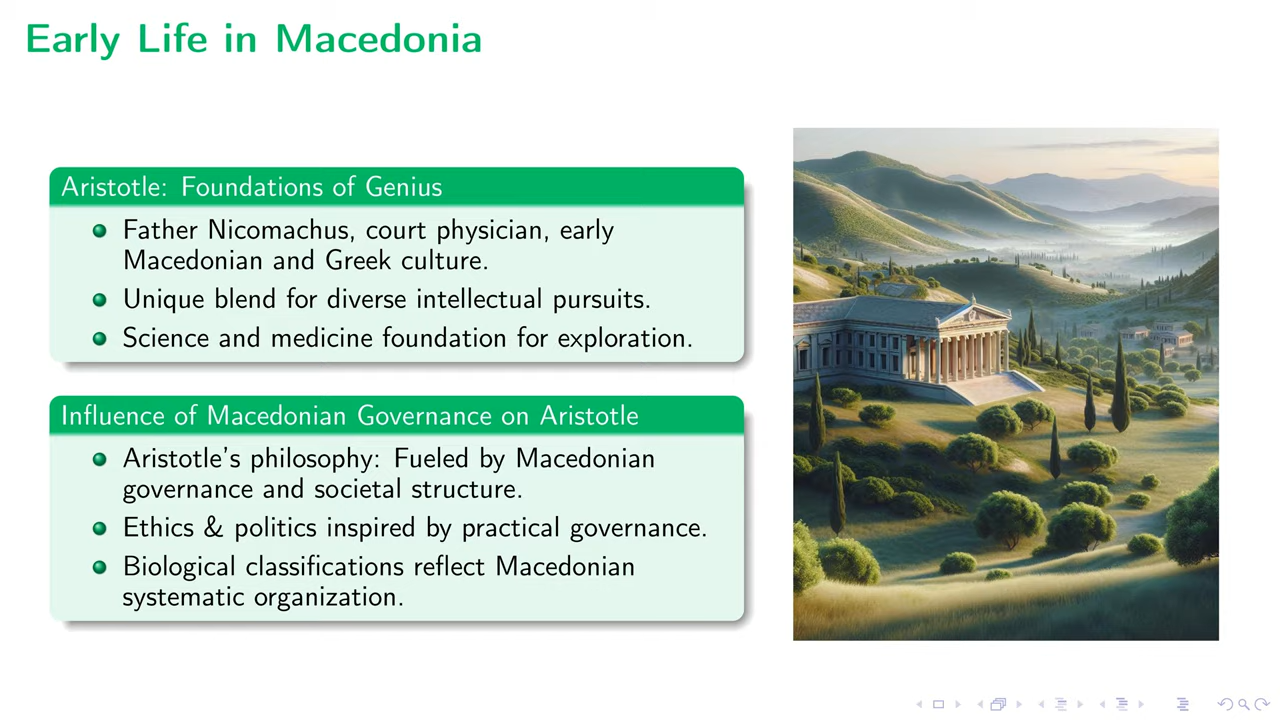 Early Life in Macedonia
Aristotle: Foundations of Genius
Father Nicomachus, court physician, early
Macedonian and Greek culture.
Unique blend for diverse intellectual pursuits.
Science and medicine foundation for exploration.
Influence of Macedonian Governance on Aristotle
Aristotle's philosophy: Fueled by Macedonian
governance and societal structure.
Ethics & politics inspired by practical governance.
Biological classifications reflect Macedonian
systematic organization.